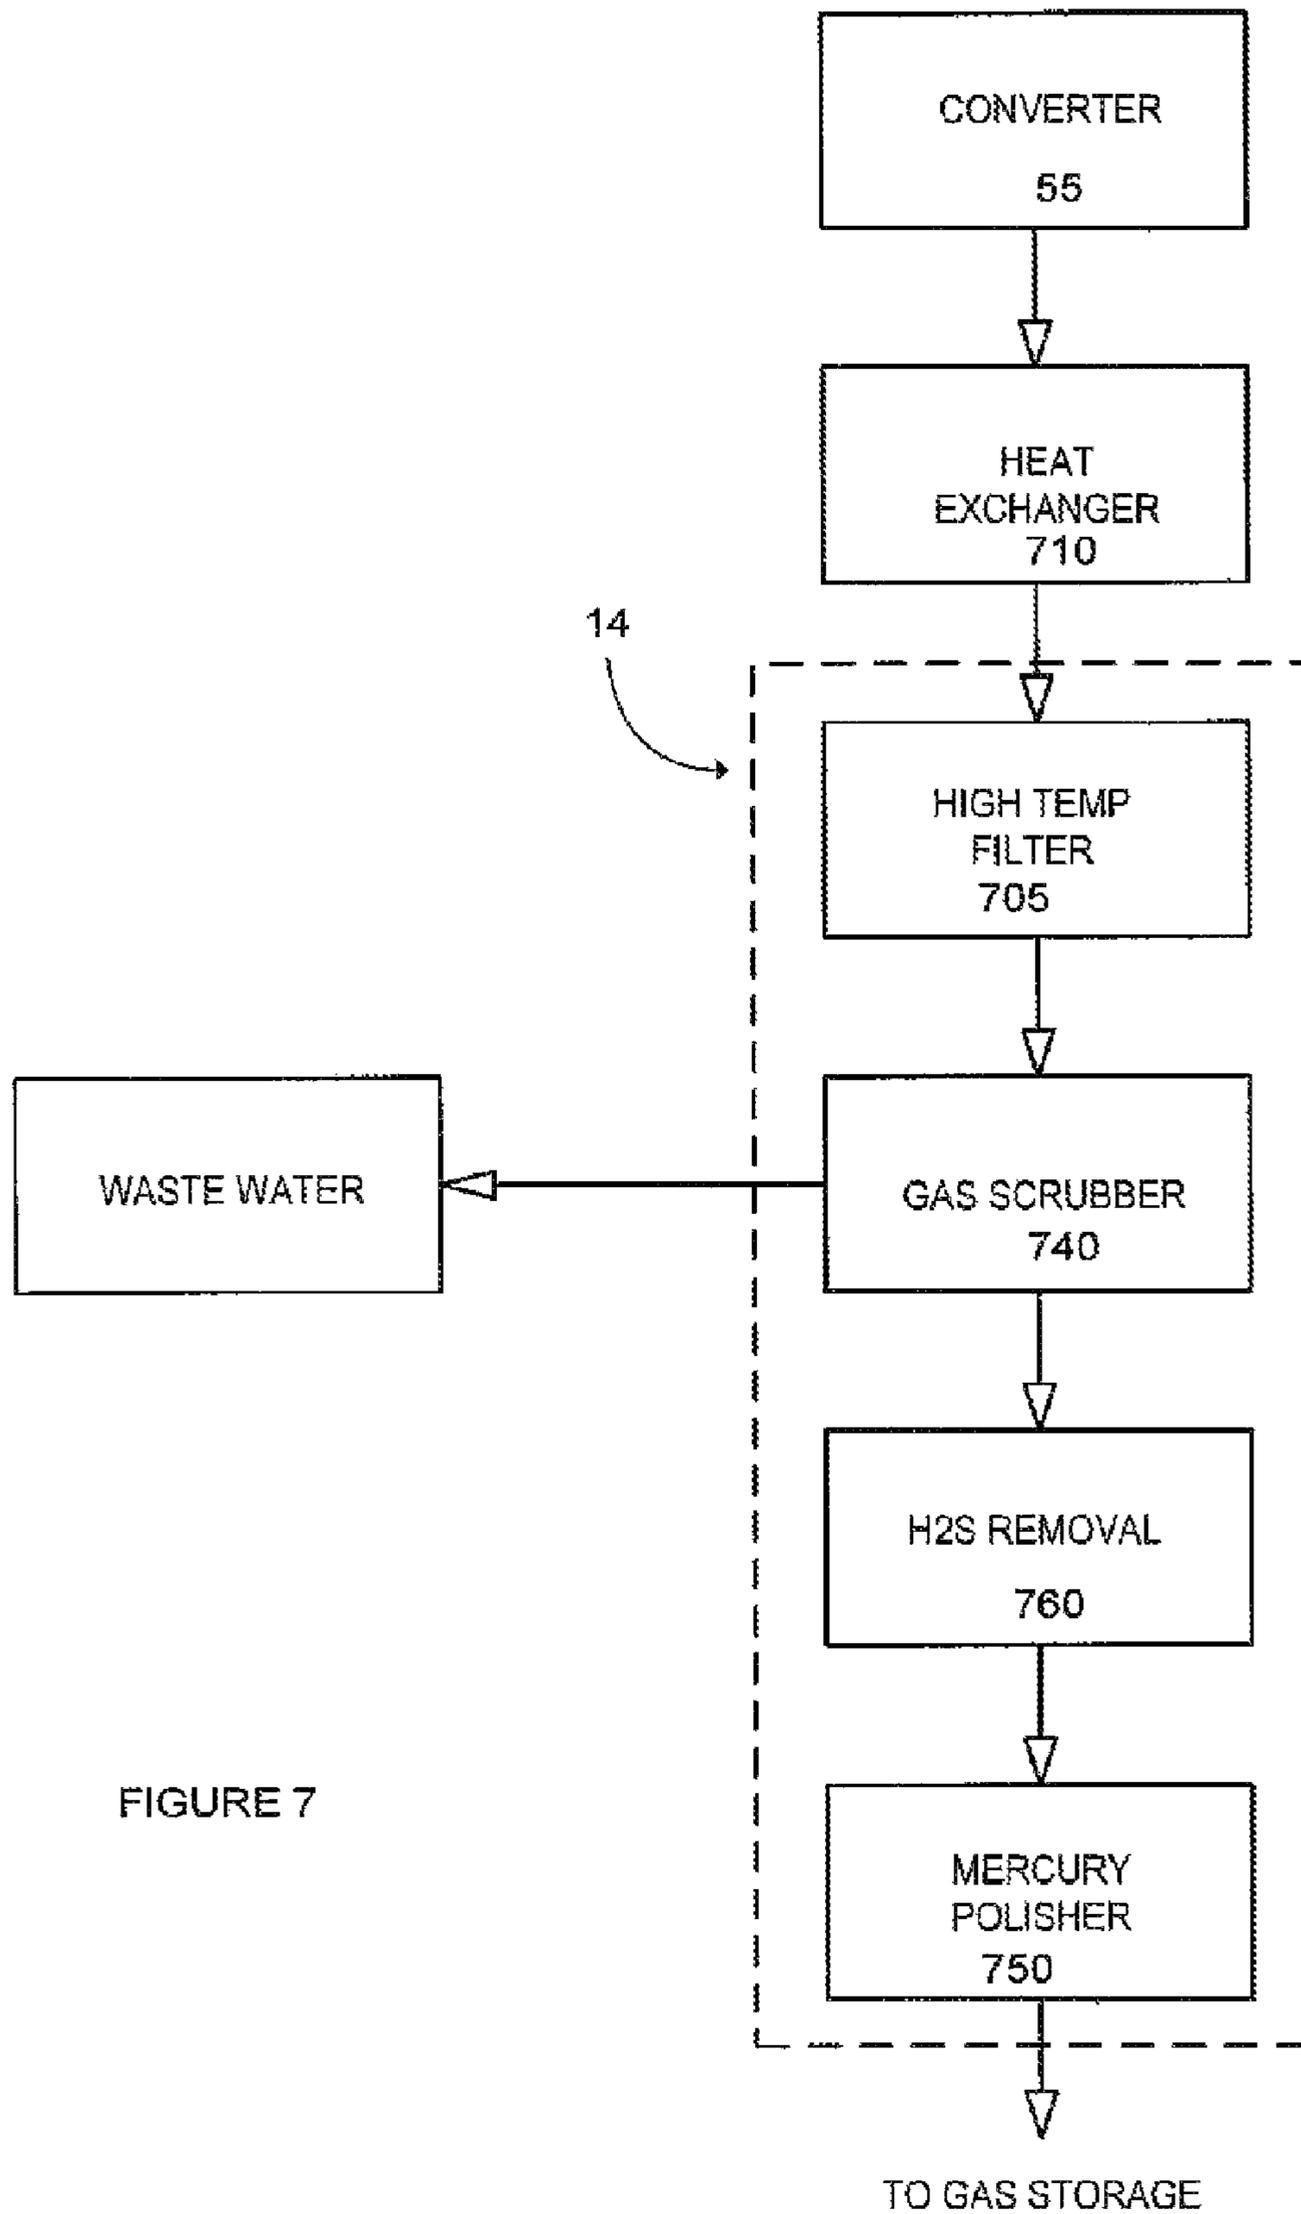 CONVERTER
55
HEAT
EXCHANGER
710
14
HIGH TEMP
FILTER
705
WASTE WATER
GAS SCRUBBER
740
H2S REMOVAL
760
FIGURE 7
MERCURY
POLISHER
750
TO GAS STORAGE